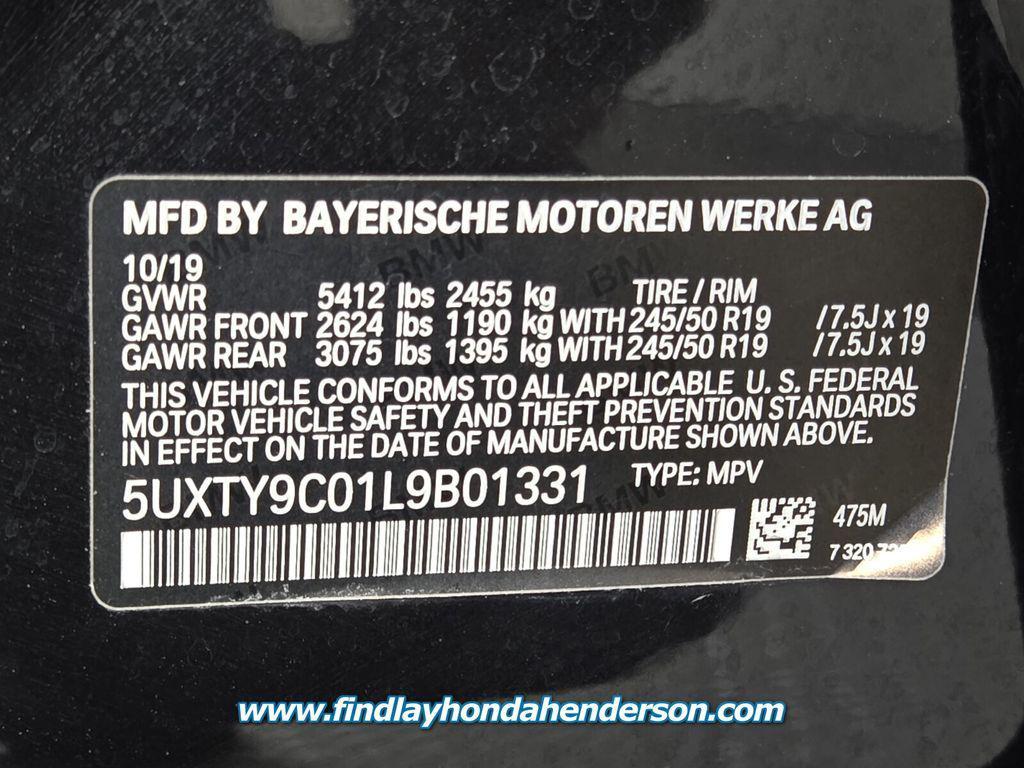 MFD BY BAYERISCHE MOTOREN WERKE AG
10/19
GVWR 5412 lbs 2455 kg TIRE / RIM
GAWR FRONT 2624 lbs 1190 kg WITH 245/50 R19 / 7.5J x 19
GAWR REAR 3075 lbs 1395 kg WITH 245/50 R19 / 7.5J x 19
THIS VEHICLE CONFORMS TO ALL APPLICABLE U. S. FEDERAL
MOTOR VEHICLE SAFETY AND THEFT PREVENTION STANDARDS
IN EFFECT ON THE DATE OF MANUFACTURE SHOWN ABOVE.
5UXTY9C01L9B01331 TYPE: MPV
475M
7 320
www.findlayhondahenderson.com